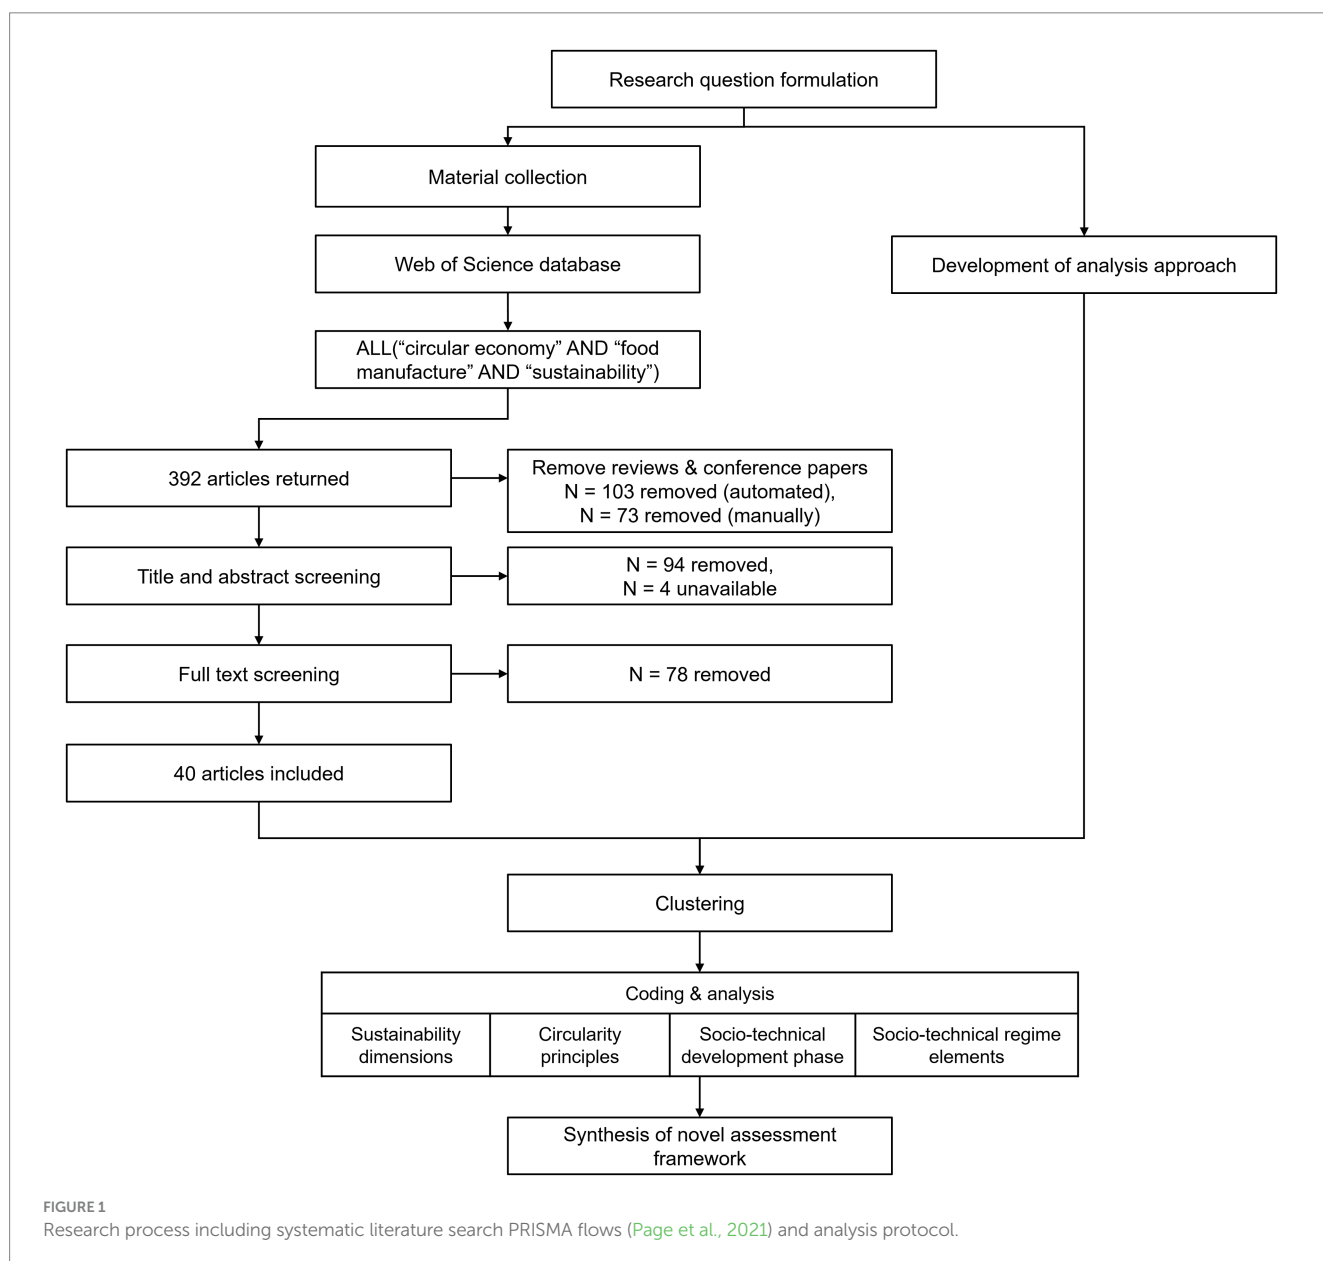 Research question formulation
Material collection
Web of Science database
Development of analysis approach
ALL(“circular economy” AND “food
manufacture” AND “sustainability”)
392 articles returned
Remove reviews & conference papers
N = 103 removed (automated),
N = 73 removed (manually)
Title and abstract screening
N = 94 removed,
N = 4 unavailable
Full text screening
N = 78 removed
40 articles included
Clustering
Coding & analysis
Sustainability
dimensions
Circularity
principles
Socio-technical
development phase
Socio-technical regime
elements
Synthesis of novel assessment
framework
FIGURE 1
Research process including systematic literature search PRISMA flows (Page et al., 2021) and analysis protocol.